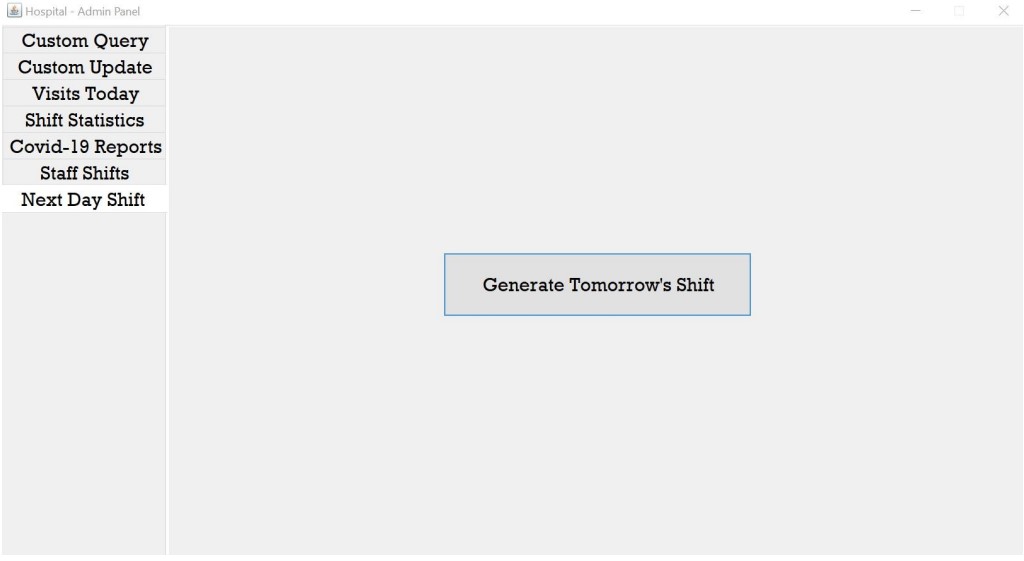 Hospital - Admin Panel
Custom Query
Custom Update
Visits Today
Shift Statistics
Covid-19 Reports
Staff Shifts
Next Day Shift
Generate Tomorrow's Shift